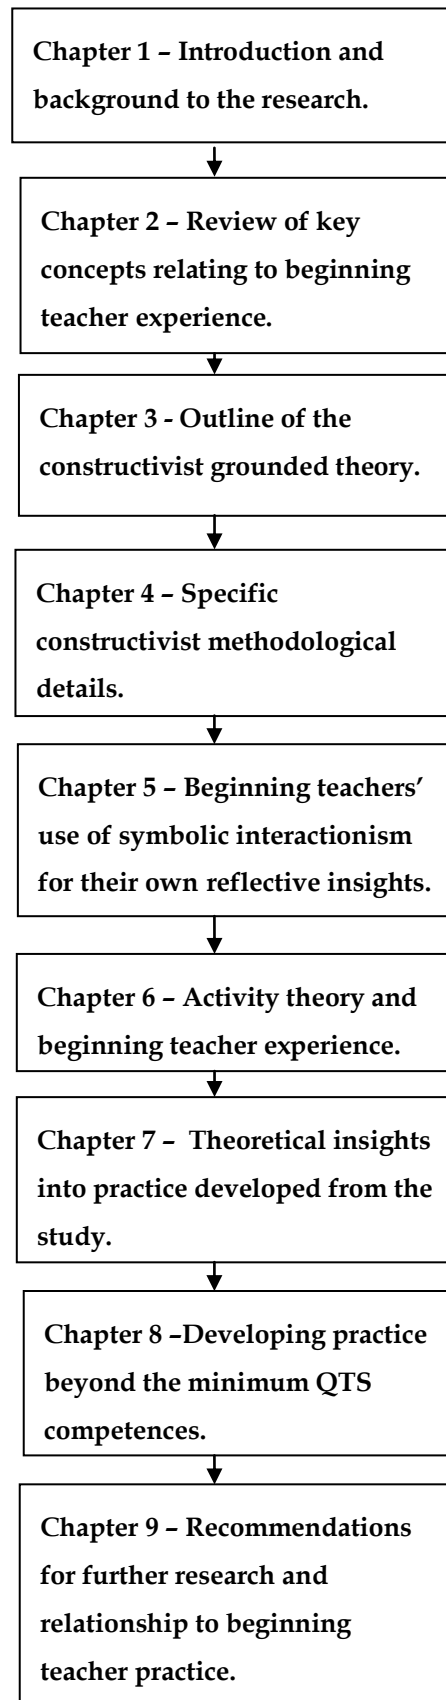 Chapter 1 – Introduction and
background to the research.
Chapter 2 – Review of key
concepts relating to beginning
teacher experience.
Chapter 3 - Outline of the
constructivist grounded theory.
Chapter 4 – Specific
constructivist methodological
details.
Chapter 5 – Beginning teachers’
use of symbolic interactionism
for their own reflective insights.
Chapter 6 – Activity theory and
beginning teacher experience.
Chapter 7 – Theoretical insights
into practice developed from the
study.
Chapter 8 –Developing practice
beyond the minimum QTS
competences.
Chapter 9 – Recommendations
for further research and
relationship to beginning
teacher practice.